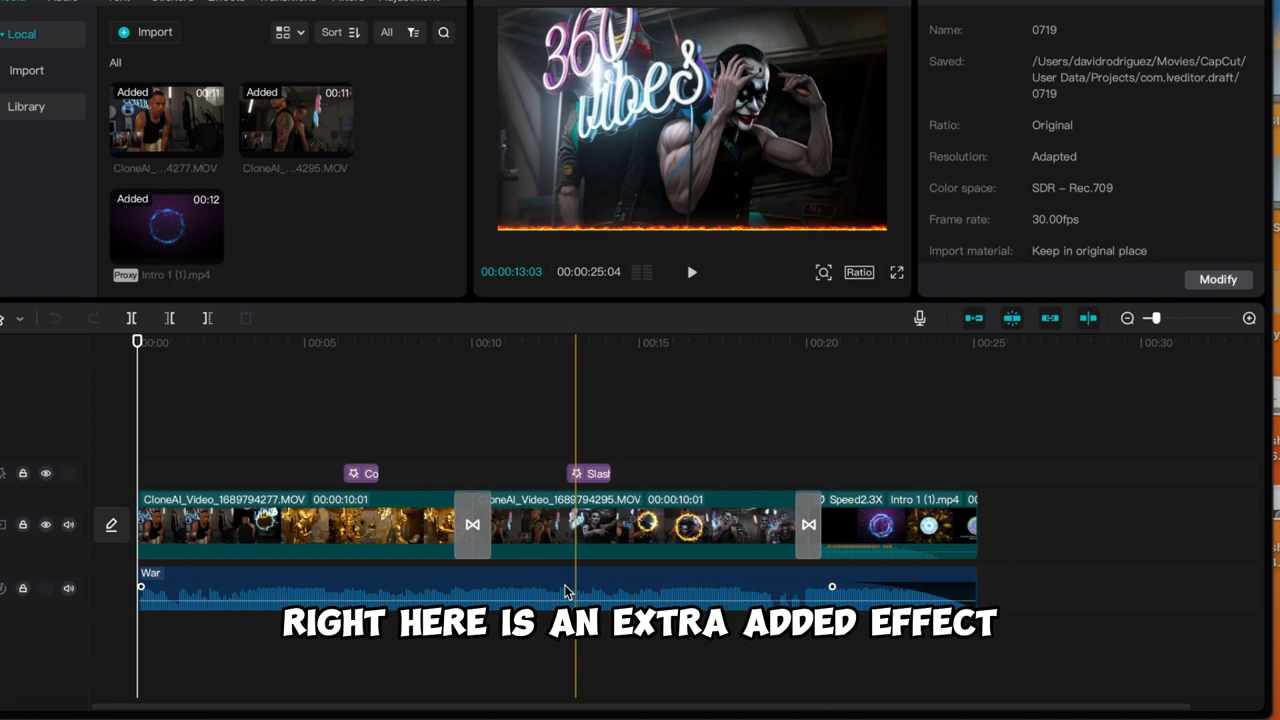 Local
Import
Library
Import
Sort
All
All
Added
00:11
CloneAI_...4277.MOV
Added
00:11
CloneAI_...4295.MOV
Added
00:12
Proxy
Intro 1 (1).mp4
360
vibes
00:00:13:03
00:00:25:04
Ratio
Name:
0719
Saved:
/Users/davidrodriguez/Movies/CapCut/
User Data/Projects/com.lveditor.draft/
0719
Ratio:
Original
Resolution:
Adapted
Color space:
SDR – Rec.709
Frame rate:
30.00fps
Import material:
Keep in original place
Modify
00:00
00:05
00:10
00:15
00:20
00:25
00:30
Co
Slash
CloneAI_Video_1689794277.MOV 00:00:10:01
oneAI_Video_1689794295.MOV 00:00:10:01
Speed2.3X Intro 1 (1).mp4
War
RIGHT HERE IS AN EXTRA ADDED EFFECT